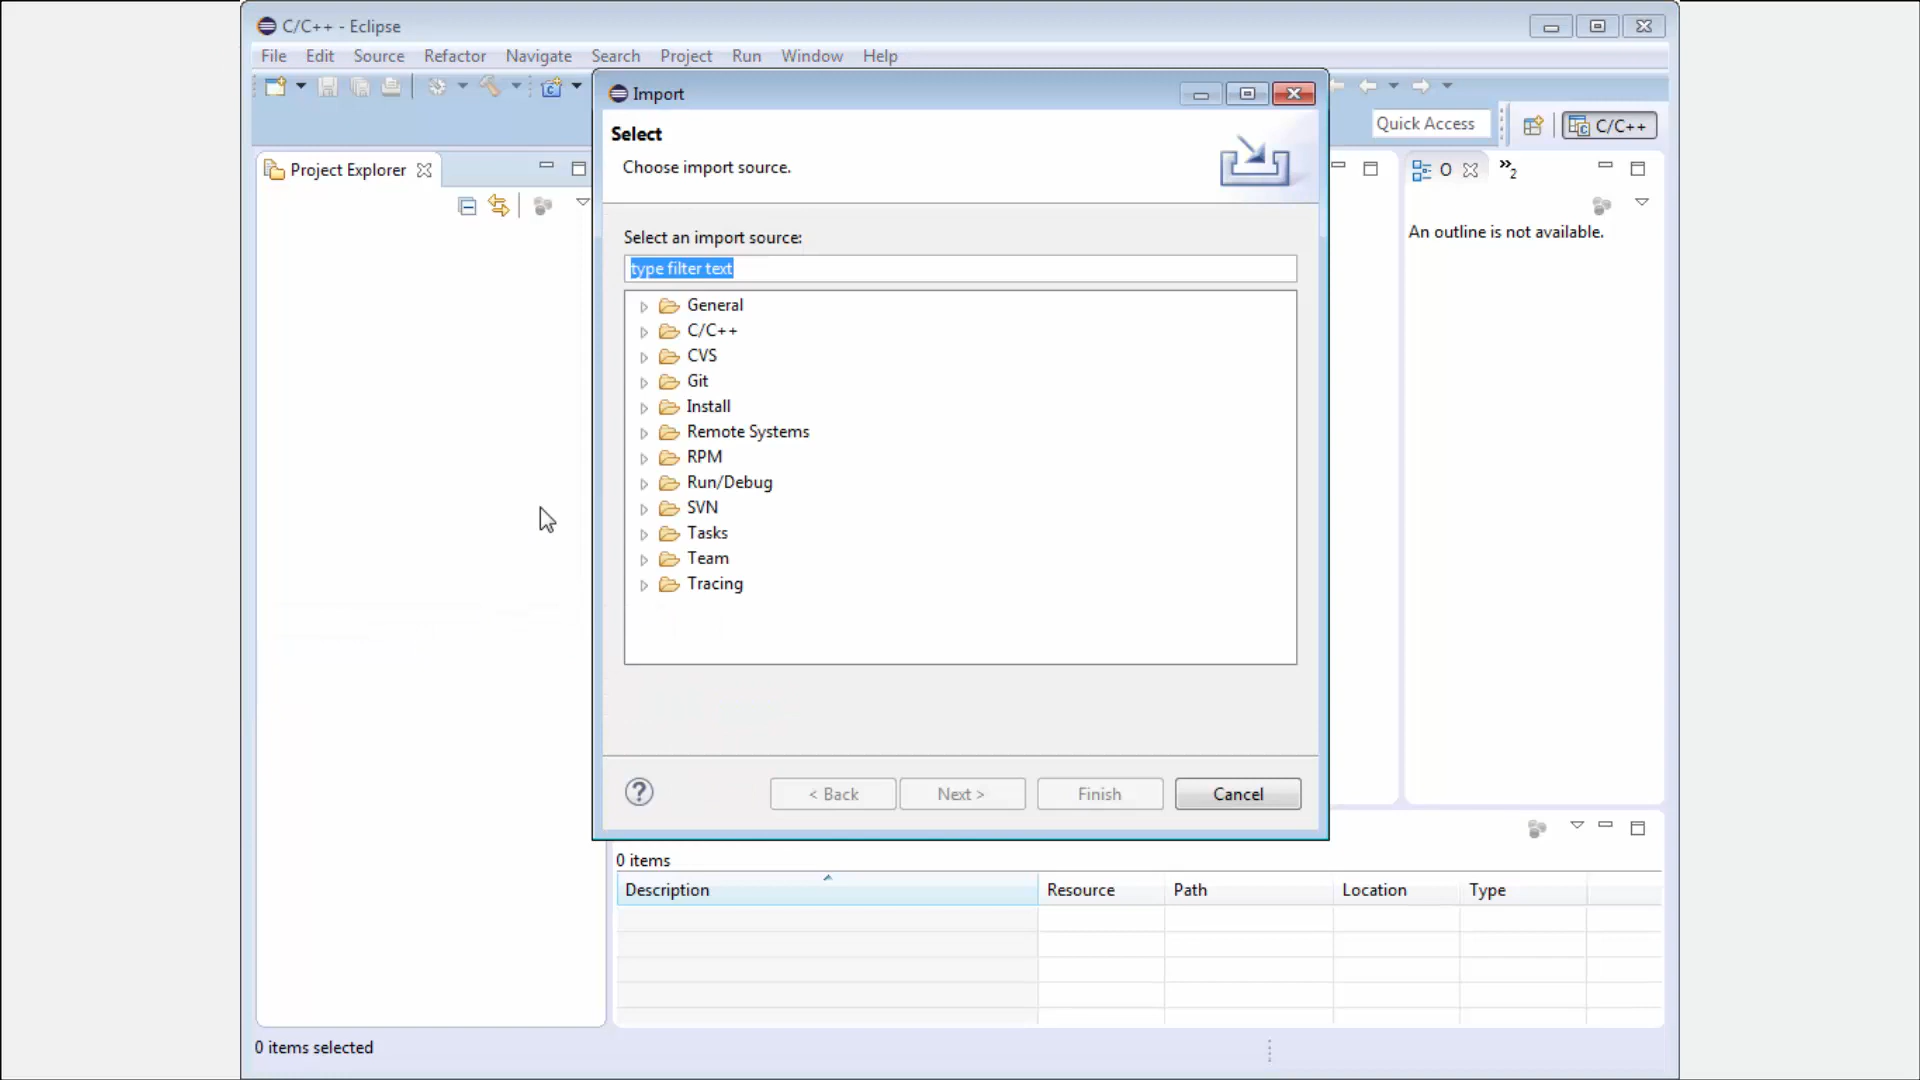 C/C++ - Eclipse
File Edit Source Refactor Navigate Search Project Run Window Help
Import
Quick Access
C/C++
Select
Choose import source.
Project Explorer
O
»2
An outline is not available.
Select an import source:
type filter text
General
C/C++
CVS
Git
Install
Remote Systems
RPM
Run/Debug
SVN
Tasks
Team
Tracing
?
< Back
Next >
Finish
Cancel
0 items
Description Resource Path Location Type
0 items selected